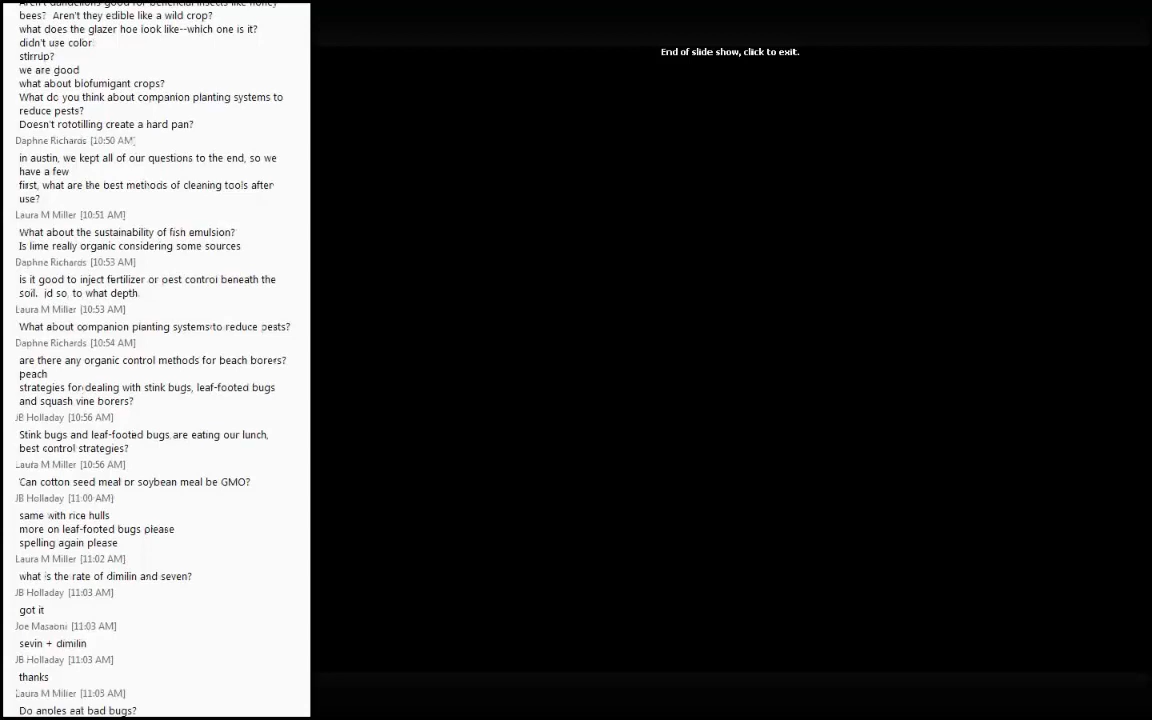 Aren't dandelions good for beneficial insects like honey
bees?  Aren't they edible like a wild crop?
what does the glazer hoe look like--which one is it?
didn't use color
stirrup?
we are good
what about biofumigant crops?
What do you think about companion planting systems to
reduce pests?
Doesn't rototilling create a hard pan?
Daphne Richards [10:50 AM]
in austin, we kept all of our questions to the end, so we
have a few
first, what are the best methods of cleaning tools after
use?
Laura M Miller [10:51 AM]
What about the sustainability of fish emulsion?
Is lime really organic considering some sources
Daphne Richards [10:53 AM]
is it good to inject fertilizer or pest control beneath the
soil.  id so, to what depth.
Laura M Miller [10:53 AM]
What about companion planting systems to reduce pests?
Daphne Richards [10:54 AM]
are there any organic control methods for beach borers?
peach
strategies for dealing with stink bugs, leaf-footed bugs
and squash vine borers?
JB Holladay [10:56 AM]
Stink bugs and leaf-footed bugs are eating our lunch,
best control strategies?
Laura M Miller [10:56 AM]
Can cotton seed meal or soybean meal be GMO?
JB Holladay [11:00 AM]
same with rice hulls
more on leaf-footed bugs please
spelling again please
Laura M Miller [11:02 AM]
what is the rate of dimilin and seven?
JB Holladay [11:03 AM]
got it
Joe Masabni [11:03 AM]
sevin + dimilin
JB Holladay [11:03 AM]
thanks
Laura M Miller [11:03 AM]
Do anoles eat bad bugs?
End of slide show, click to exit.